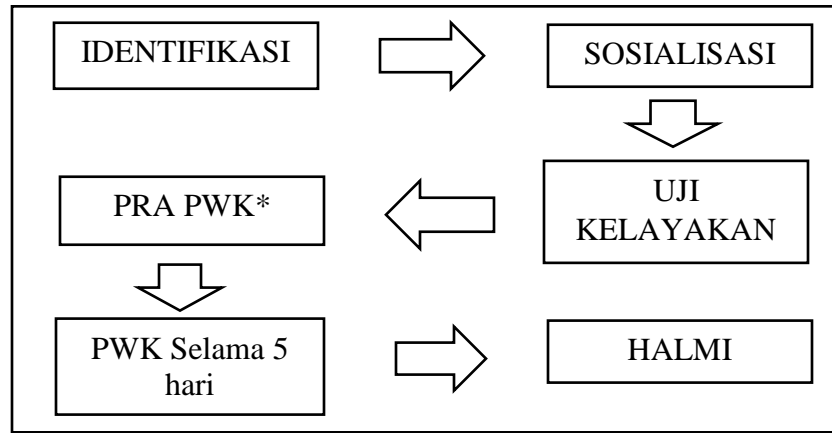 IDENTIFIKASI
SOSIALISASI
UJI
KELAYAKAN
PRA PWK*
PWK Selama 5
hari
HALMI